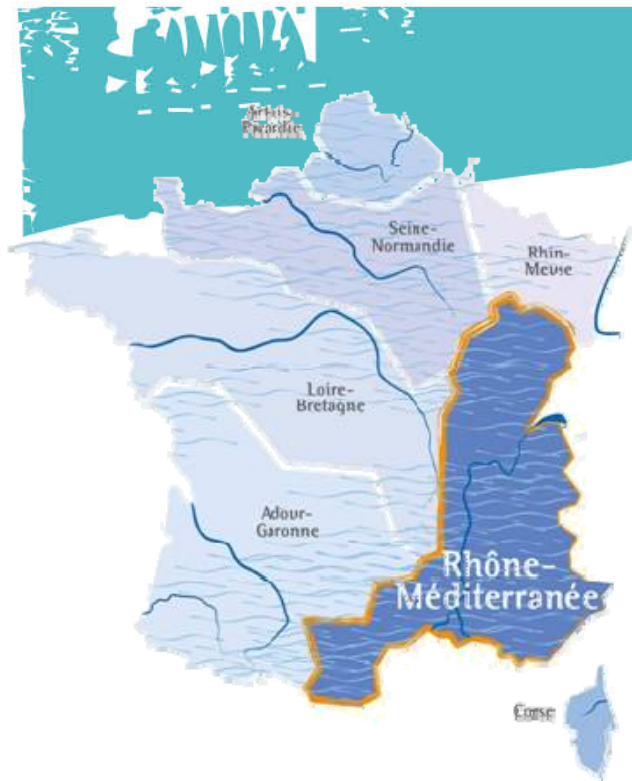 Artois-
Picardie
Seine-
Normandie
Rhin-
Meuse
Loire-
Bretagne
Adour-
Garonne
Rhône-
Méditerranée
Corse